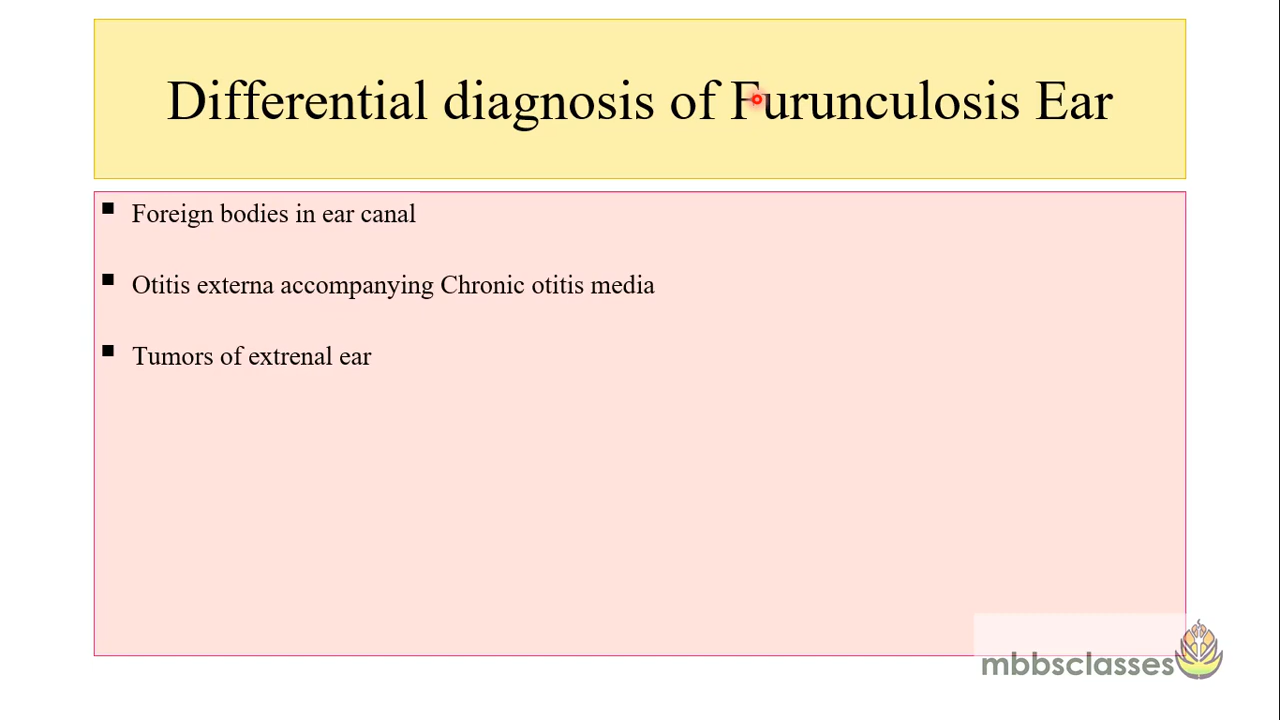 Differential diagnosis of Furunculosis Ear
Foreign bodies in ear canal
Otitis externa accompanying Chronic otitis media
Tumors of extrenal ear
mbbsclasses